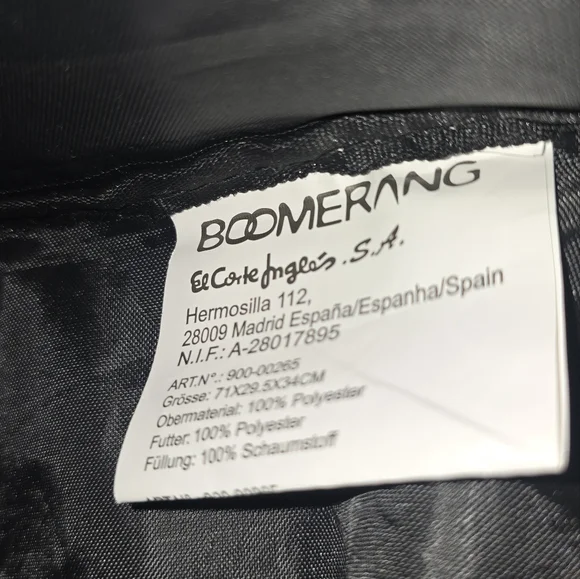 BOOMERANG
El Corte Inglés. S.A.
Hermosilla 112,
28009 Madrid España/Espanha/Spain
N.I.F.: A-28017895
ART.Nº.: 900-00265
Grösse: 71X29.5X34CM
Obermaterial: 100% Polyester
Futter: 100% Polyester
Füllung: 100% Schaumstoff